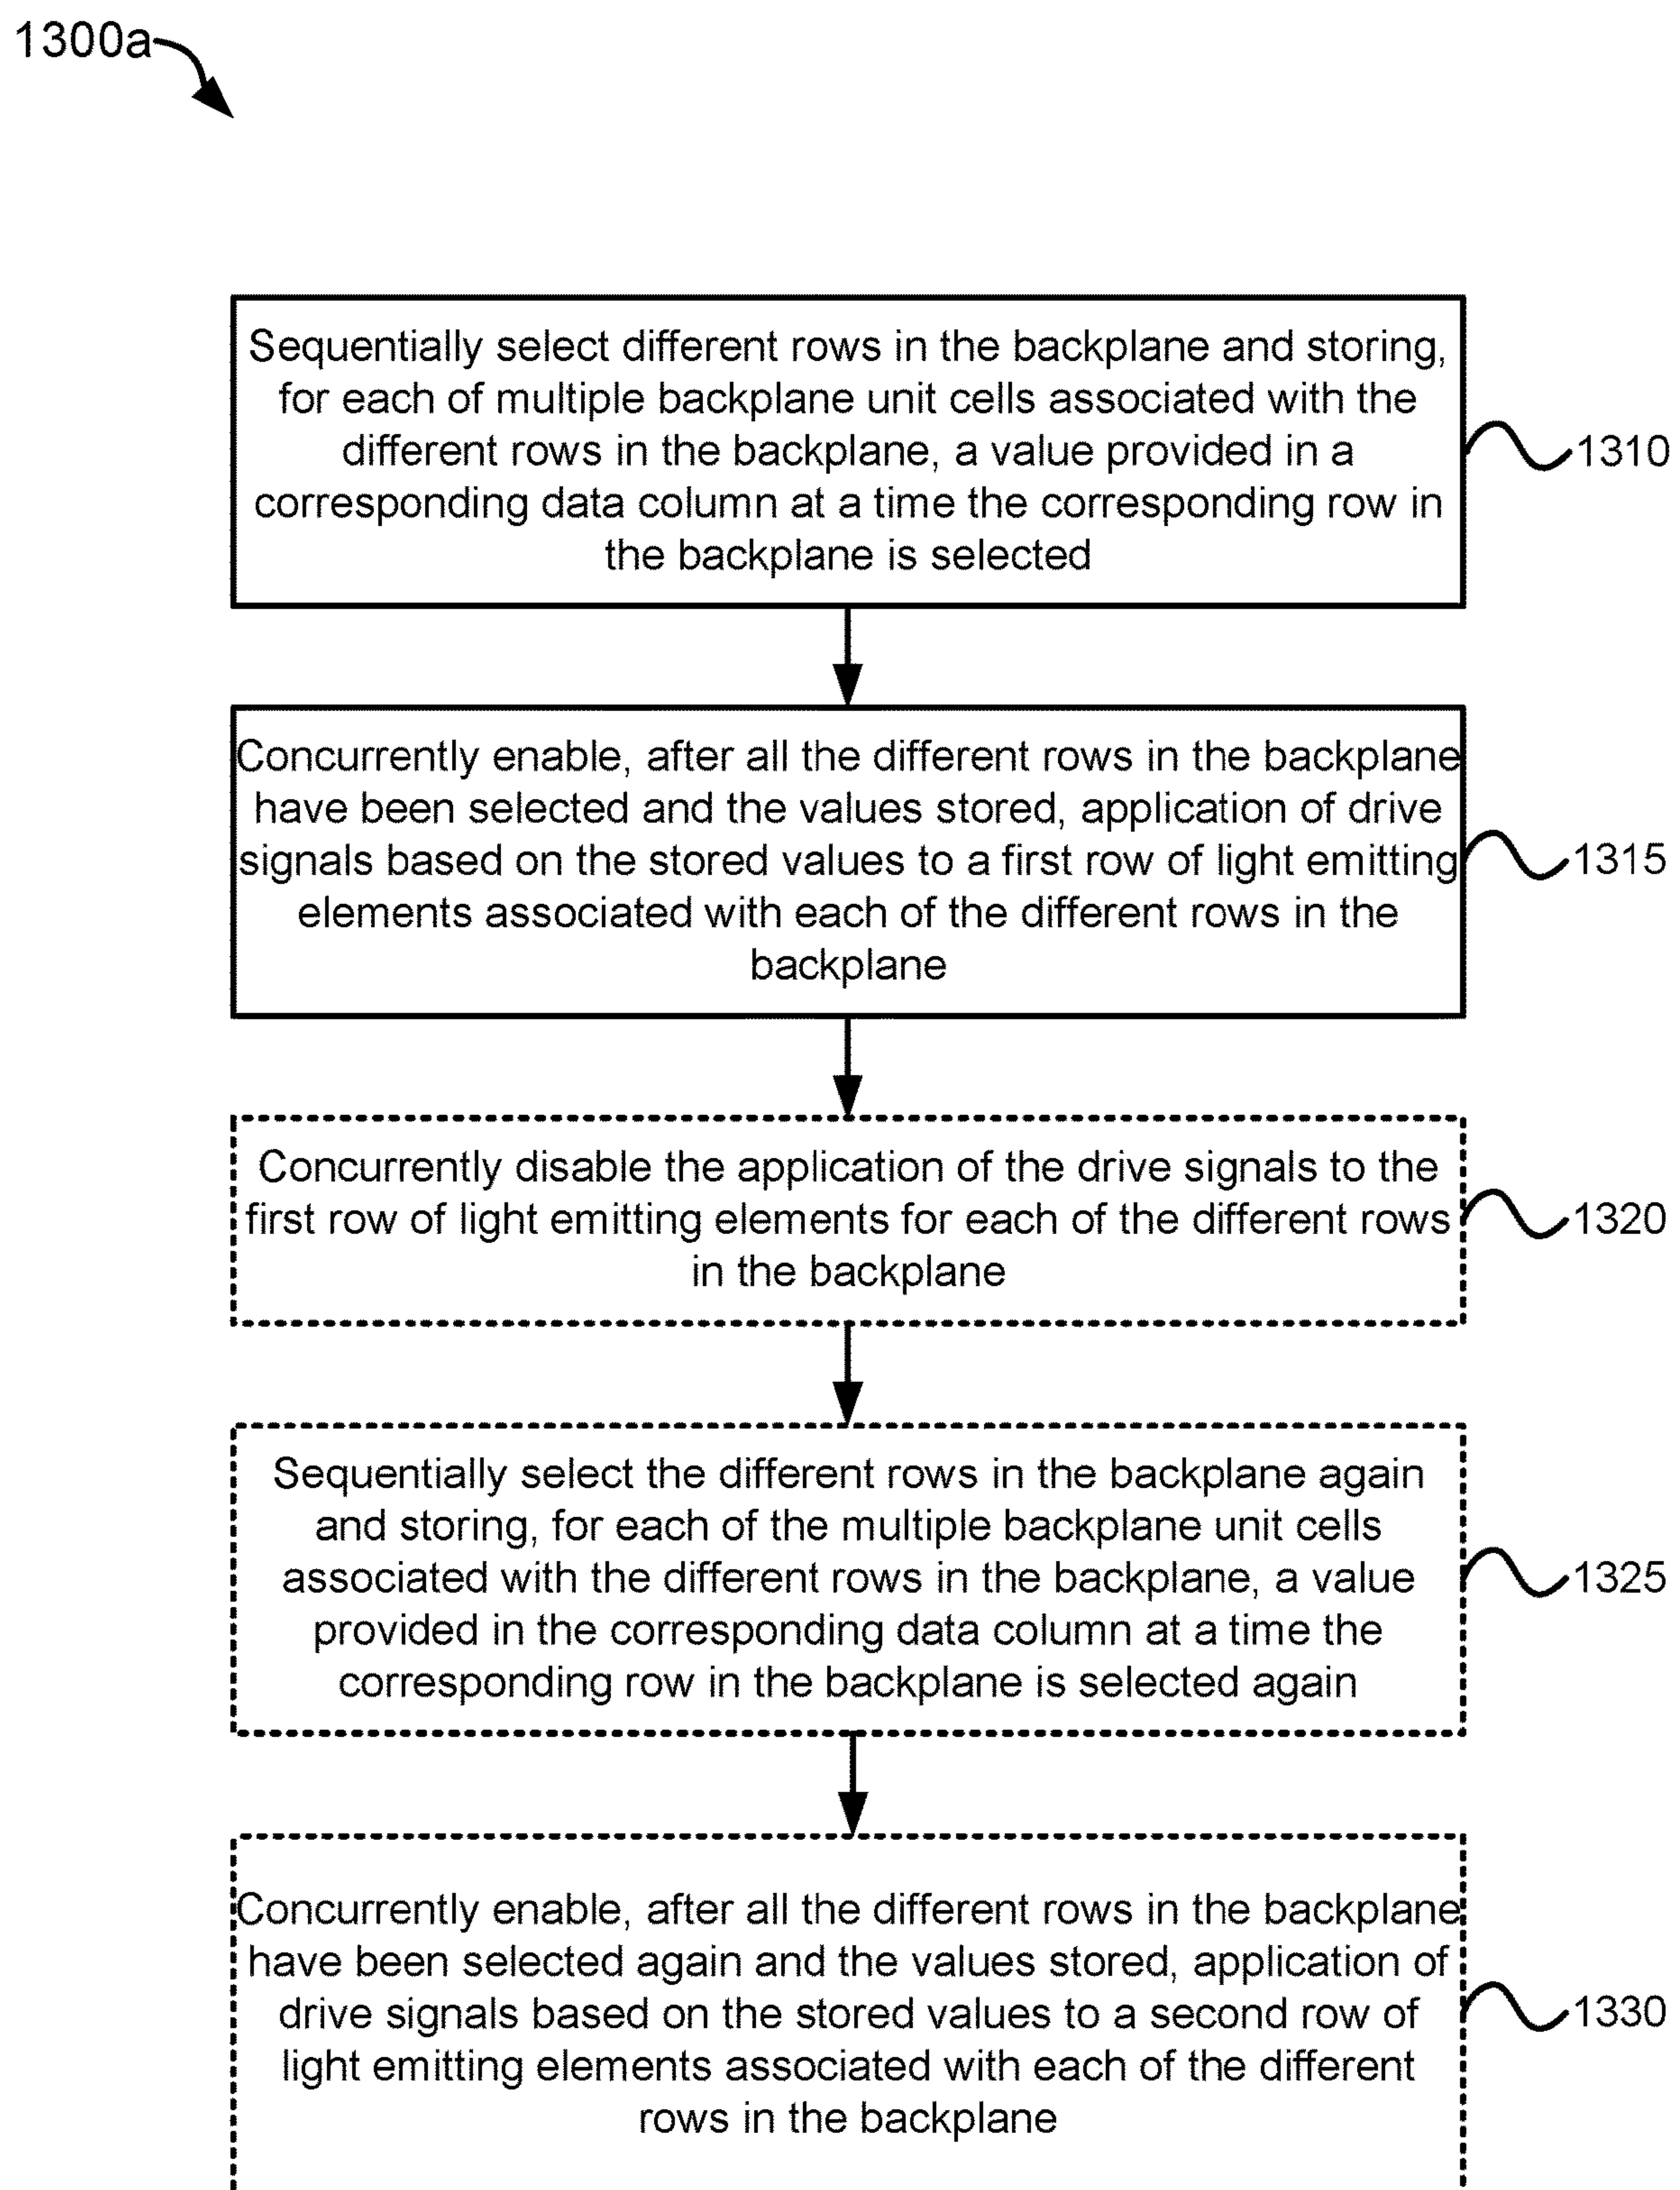 1300a
Sequentially select different rows in the backplane and storing,
for each of multiple backplane unit cells associated with the
different rows in the backplane, a value provided in a
corresponding data column at a time the corresponding row in
the backplane is selected
1310
Concurrently enable, after all the different rows in the backplane
have been selected and the values stored, application of drive
signals based on the stored values to a first row of light emitting
elements associated with each of the different rows in the
backplane
1315
Concurrently disable the application of the drive signals to the
first row of light emitting elements for each of the different rows
in the backplane
1320
Sequentially select the different rows in the backplane again
and storing, for each of the multiple backplane unit cells
associated with the different rows in the backplane, a value
provided in the corresponding data column at a time the
corresponding row in the backplane is selected again
1325
Concurrently enable, after all the different rows in the backplane
have been selected again and the values stored, application of
drive signals based on the stored values to a second row of
light emitting elements associated with each of the different
rows in the backplane
1330